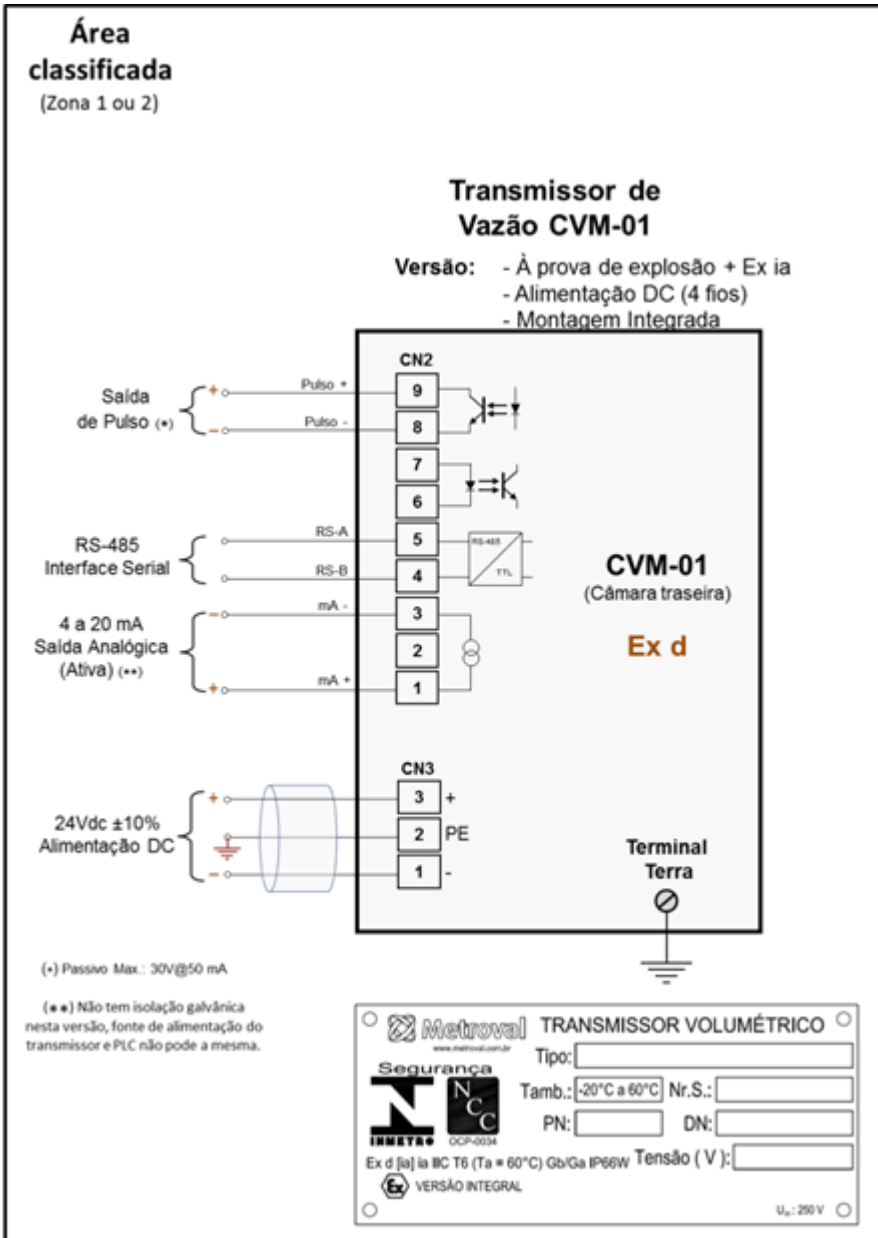 Área
classificada
(Zona 1 ou 2)
Transmissor de
Vazão CVM-01
Versão: - À prova de explosão + Ex ia
- Alimentação DC (4 fios)
- Montagem Integrada
CN2
Saída
de Pulso (*)
+
Pulso +
9
−
Pulso -
8
7
6
RS-485
Interface Serial
RS-A
5
RS-B
4
RS-485
TTL
4 a 20 mA
Saída Analógica
(Ativa) (**)
−
mA -
3
2
+
mA +
1
CVM-01
(Câmara traseira)
Ex d
CN3
24Vdc ±10%
Alimentação DC
+
3 +
2 PE
−
1 -
Terminal
Terra
(*) Passivo Max.: 30V@50 mA
(**) Não tem isolação galvânica
nesta versão, fonte de alimentação do
transmissor e PLC não pode a mesma.
Metroval
www.metroval.com.br
TRANSMISSOR VOLUMÉTRICO
Tipo:
Segurança
INMETRO
NCC
OCP-0034
Tamb.: -20°C a 60°C Nr.S.:
PN: DN:
Ex d [ia] ia IIC T6 (Ta = 60°C) Gb/Ga IP66W Tensão ( V ):
Ex VERSÃO INTEGRAL
Um: 250 V